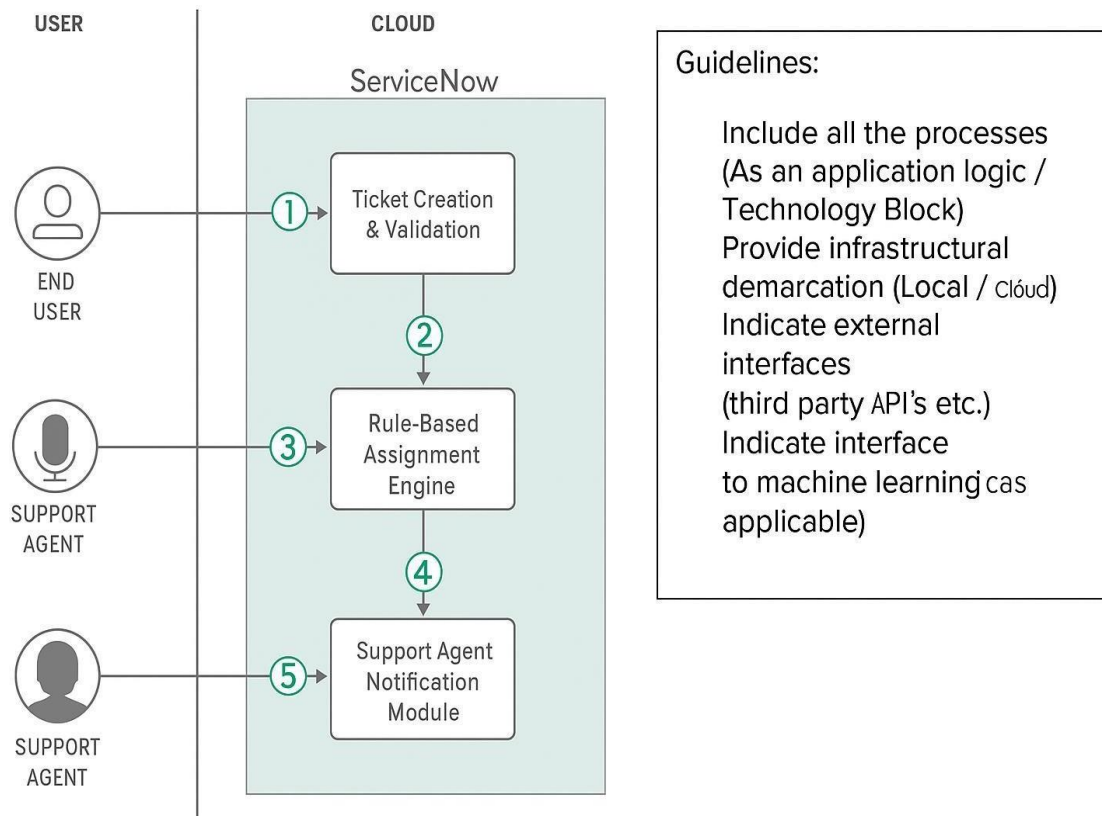 USER
CLOUD
ServiceNow
END
USER
1
Ticket Creation
& Validation
2
SUPPORT
AGENT
3
Rule-Based
Assignment
Engine
4
SUPPORT
AGENT
5
Support Agent
Notification
Module
Guidelines:
Include all the processes
(As an application logic /
Technology Block)
Provide infrastructural
demarcation (Local / Clóud)
Indicate external
interfaces
(third party API's etc.)
Indicate interface
to machine learning cas
applicable)